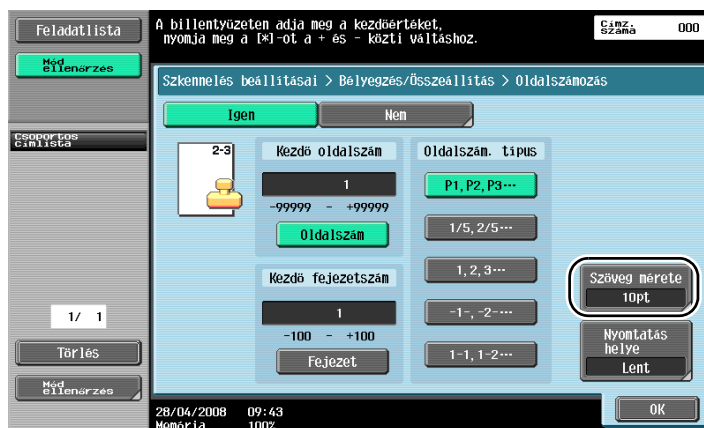 Feladatlista
Mód
ellenőrzés
A billentyűzeten adja meg a kezdőértéket,
nyomja meg a [*]-ot a + és - közti váltáshoz.
Címz.
száma
000
Szkennelés beállításai > Bélyegzés/Összeállítás > Oldalszámozás
Igen
Nem
Csoportos
Címlista
2-3
Kezdő oldalszám
1
-99999 - +99999
Oldalszám
Kezdő fejezetszám
1
-100 - +100
Fejezet
Oldalszám. típus
P1, P2, P3···
1/5, 2/5···
1, 2, 3···
-1-, -2-···
1-1, 1-2···
Szöveg mérete
10pt
Nyomtatás
helye
Lent
1/ 1
Törlés
Mód
ellenőrzés
28/04/2008 09:43
Memória 100%
OK